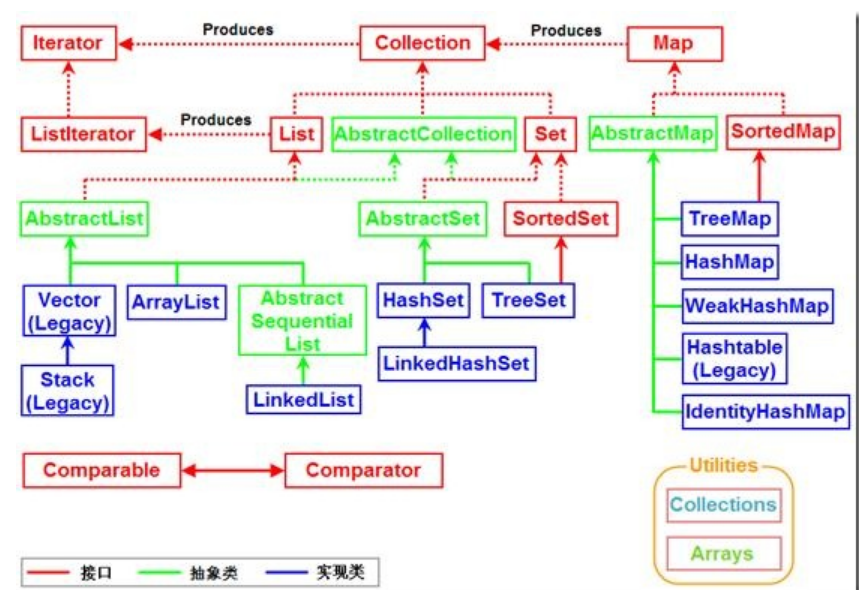 Iterator
Produces
Collection
Produces
Map
ListIterator
Produces
List
AbstractCollection
Set
AbstractMap
SortedMap
AbstractList
AbstractSet
SortedSet
TreeMap
HashMap
Vector
(Legacy)
ArrayList
Abstract
Sequential
List
HashSet
TreeSet
WeakHashMap
Hashtable
(Legacy)
LinkedHashSet
Stack
(Legacy)
LinkedList
IdentityHashMap
Comparable
Comparator
Utilities
Collections
Arrays
接口
抽象类
实现类